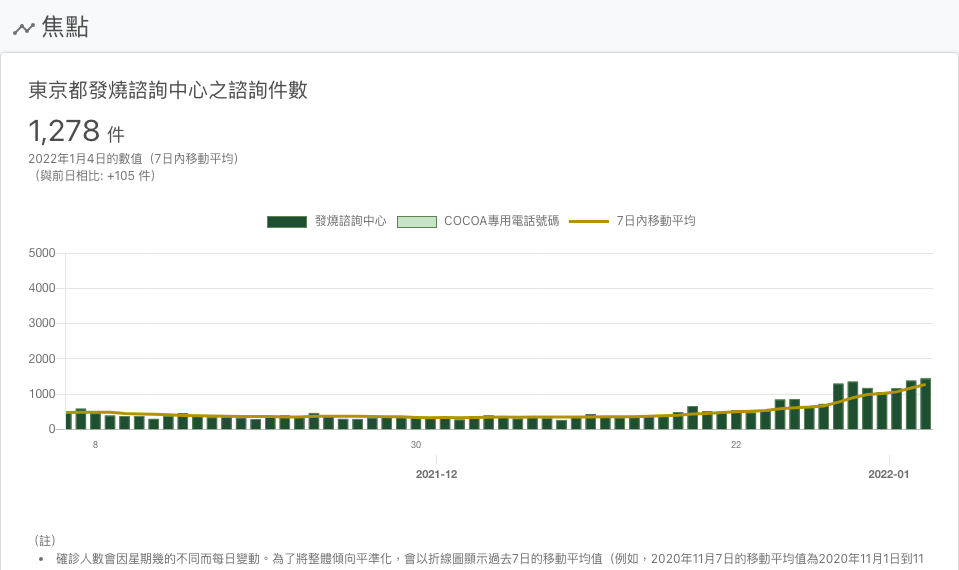 焦點
東京都發燒諮詢中心之諮詢件數
1,278 件
2022年1月4日的數值（7日內移動平均）
（與前日相比: +105 件）
發燒諮詢中心 COCOA專用電話號碼 7日內移動平均
5000
4000
3000
2000
1000
0
8 30 22
2021-12 2022-01
（註）
• 確診人數會因星期幾的不同而每日變動。為了將整體傾向平準化，會以折線圖顯示過去7日的移動平均值（例如，2020年11月7日的移動平均值為2020年11月1日到11